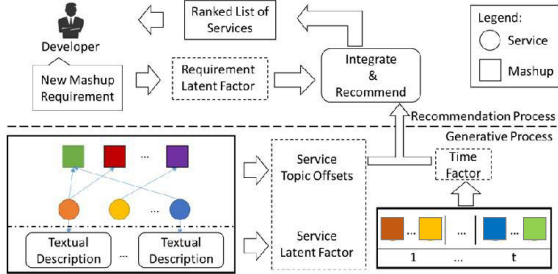 Developer
Ranked List of
Services
Legend:
Service
Mashup
New Mashup
Requirement
Requirement
Latent Factor
Integrate
&
Recommend
Recommendation Process
Generative Process
...
Service
Topic Offsets
Time
Factor
...
Textual
Description
...
Textual
Description
Service
Latent Factor
... ... ...
1 ... t